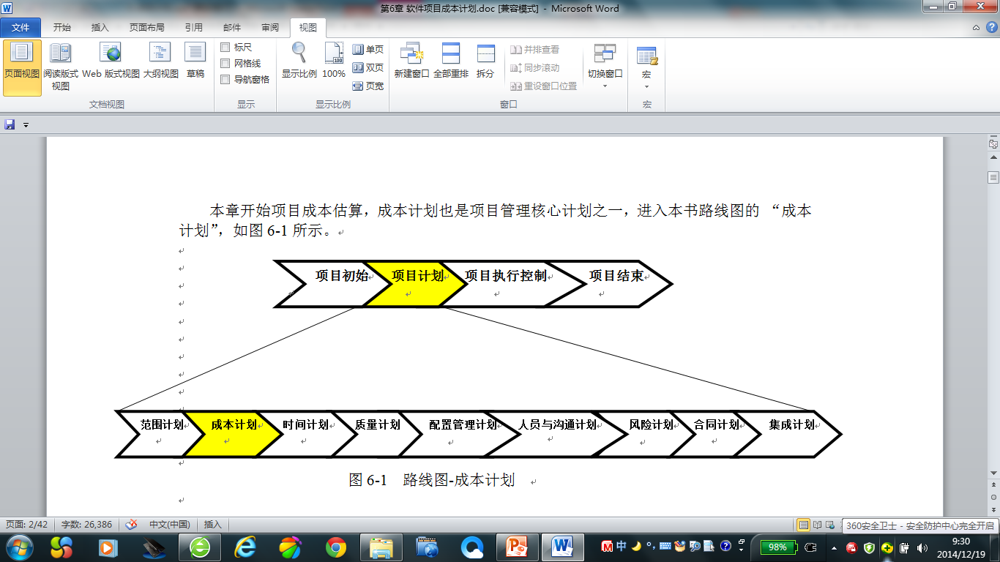 第6章 软件项目成本计划.doc [兼容模式] - Microsoft Word
文件 开始 插入 页面布局 引用 邮件 审阅 视图
页面视图 阅读版式视图 Web 版式视图 大纲视图 草稿
标尺
网格线
导航窗格
显示比例 100% 100
单页
双页
页宽
新建窗口 全部重排 拆分
并排查看
同步滚动
重设窗口位置
切换窗口 宏
文档视图 显示 显示比例 窗口 宏
本章开始项目成本估算，成本计划也是项目管理核心计划之一，进入本书路线图的 “成本
计划”，如图 6-1 所示。
项目初始 项目计划 项目执行控制 项目结束
范围计划 成本计划 时间计划 质量计划 配置管理计划 人员与沟通计划 风险计划 合同计划 集成计划
图 6-1 路线图-成本计划
页面: 2/42 字数: 26,386 中文(中国) 插入
360安全卫士 - 安全防护中心完全开启
中 98% 9:30
2014/12/19